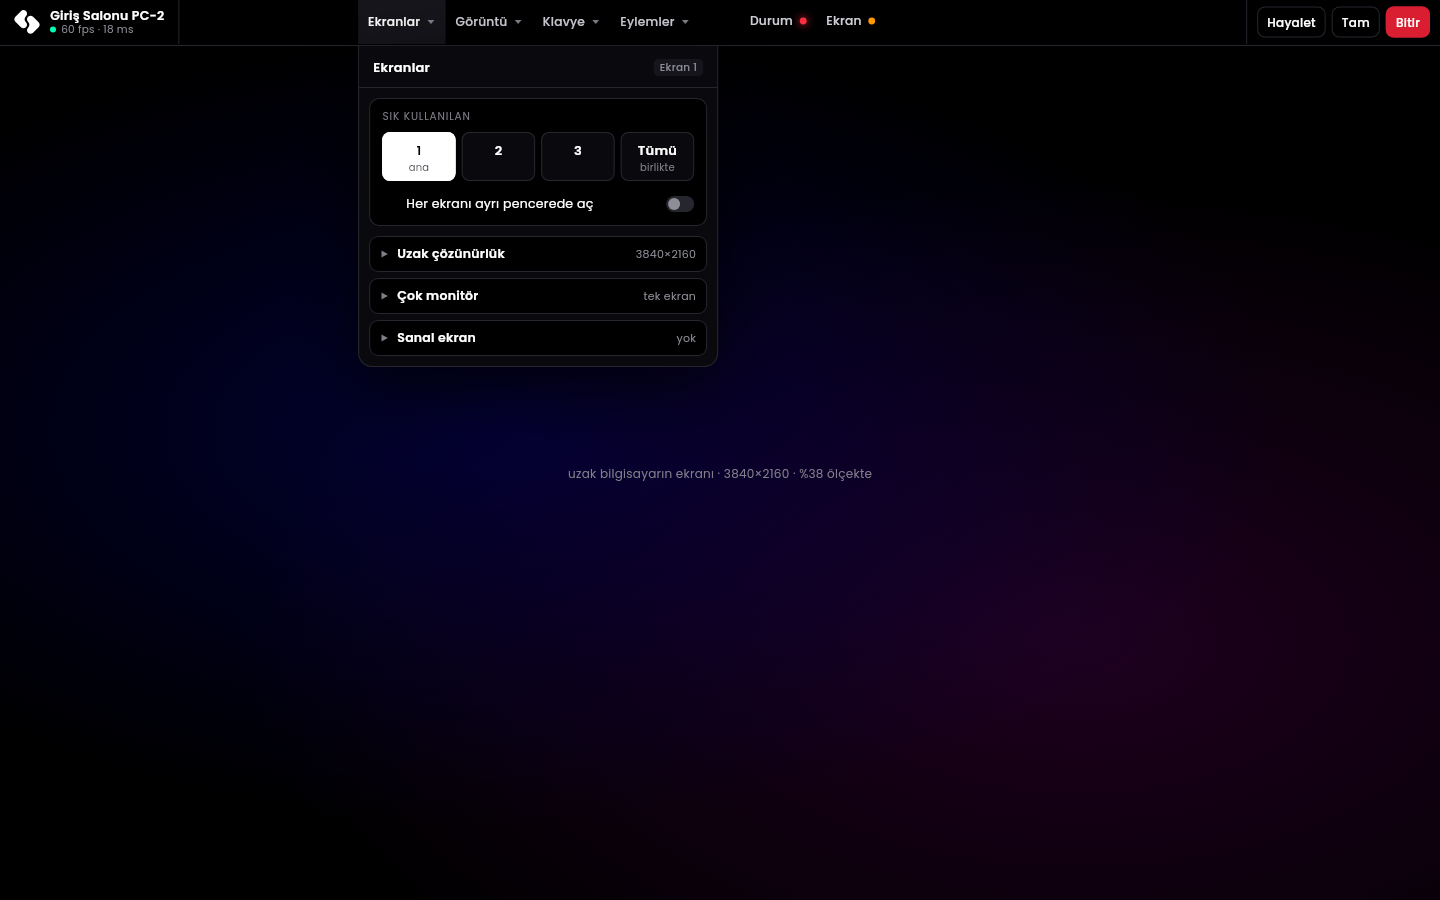 Giriş Salonu PC-2
60 fps · 18 ms
Ekranlar
Görüntü
Klavye
Eylemler
Durum
Ekran
Hayalet
Tam
Bitir
Ekranlar
Ekran 1
SIK KULLANILAN
1
ana
2
3
Tümü
birlikte
Her ekranı ayrı pencerede aç
Uzak çözünürlük
3840×2160
Çok monitör
tek ekran
Sanal ekran
yok
uzak bilgisayarın ekranı · 3840×2160 · %38 ölçekte